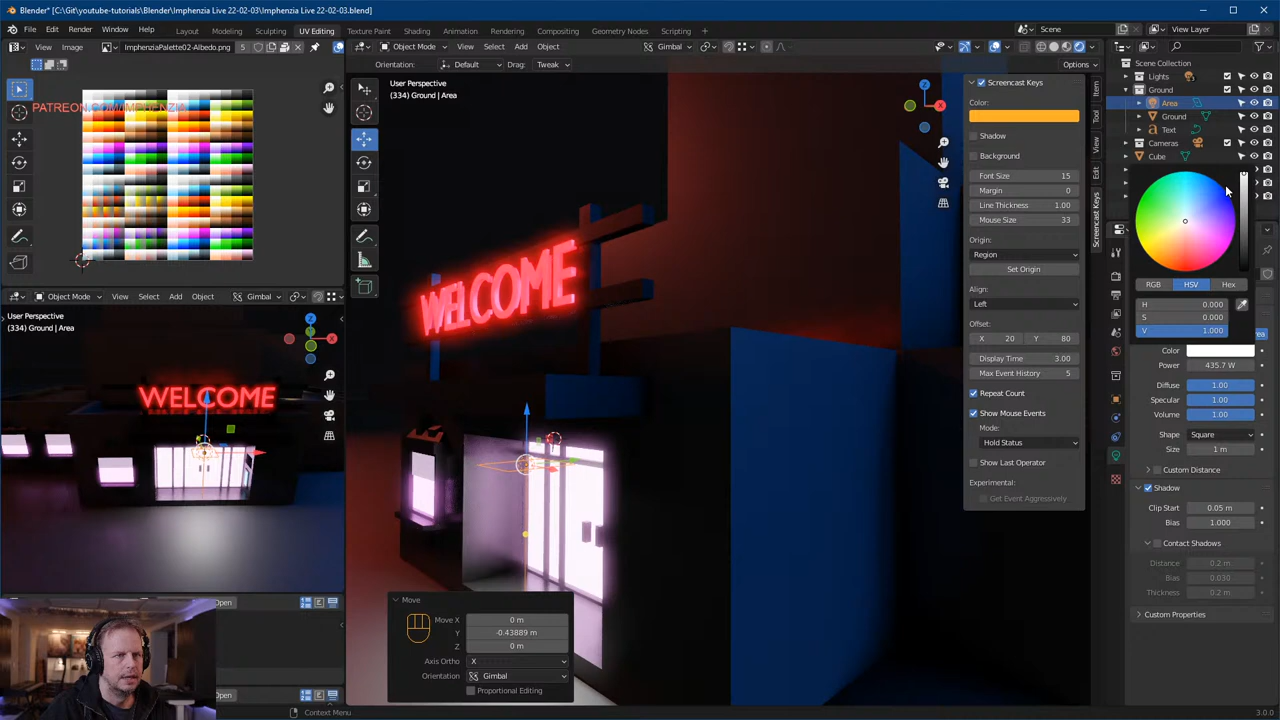 Blender* [C:\Git\youtube-tutorials\Blender\Imphenzia Live 22-02-03\Imphenzia Live 22-02-03.blend]
File Edit Render Window Help Layout Modeling Sculpting UV Editing Texture Paint Shading Animation Rendering Compositing Geometry Nodes Scripting Scene View Layer
View Image ImphenziaPalette02-Albedo.png 5
Object Mode View Select Add Object Gimbal
Orientation: Default Drag: Tweak Options
PATREON.COM/IMPHENZIA
User Perspective
(334) Ground | Area
WELCOME
Object Mode View Select Add Object Gimbal
User Perspective
(334) Ground | Area
WELCOME
Open
Open
Move
Move X 0 m
Y -0.43889 m
Z 0 m
Axis Ortho X
Orientation Gimbal
Proportional Editing
Screencast Keys
Color:
Shadow
Background
Font Size 15
Margin 0
Line Thickness 1.00
Mouse Size 33
Origin:
Region
Set Origin
Align:
Left
Offset:
X 20 Y 80
Display Time 3.00
Max Event History 5
Repeat Count
Show Mouse Events
Mode:
Hold Status
Show Last Operator
Experimental:
Get Event Aggressively
Item
Tool
View
Edit
Screencast Keys
Scene Collection
Lights
Ground
Area
Ground
Text
Cameras
Cube
RGB HSV Hex
H 0.000
S 0.000
V 1.000
Color
Power 435.7 W
Diffuse 1.00
Specular 1.00
Volume 1.00
Shape Square
Size 1 m
Custom Distance
Shadow
Clip Start 0.05 m
Bias 1.000
Contact Shadows
Distance 0.2 m
Bias 0.030
Thickness 0.2 m
Custom Properties
Context Menu
3.0.0